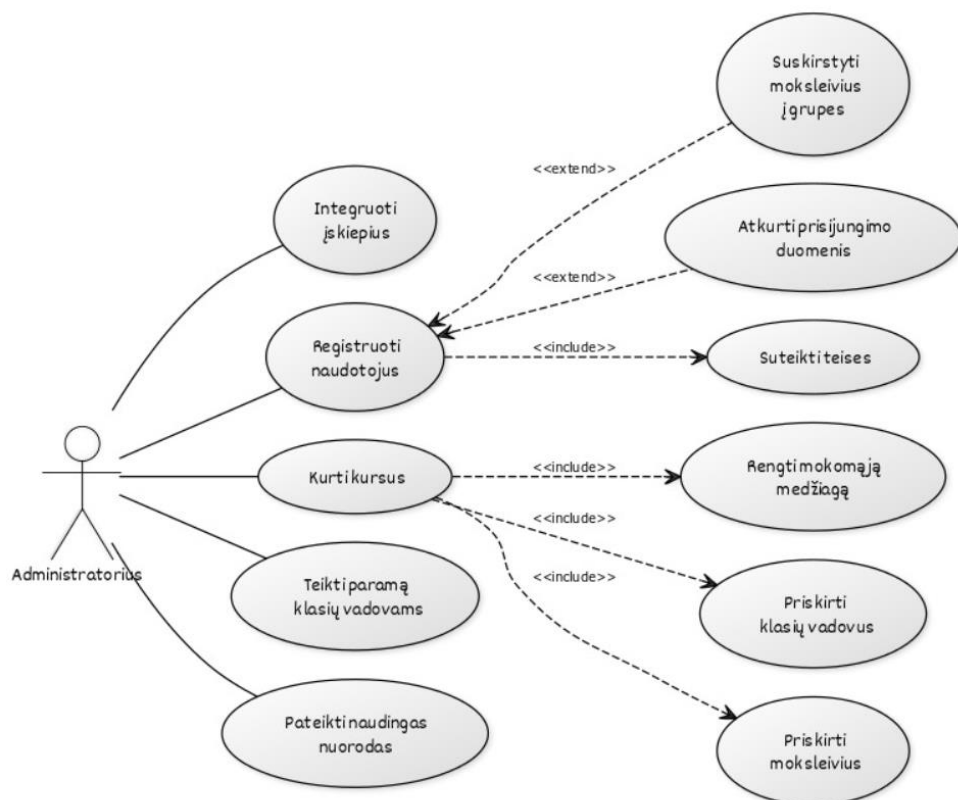 Suskirstyti
moksleivius
į grupes
<<extend>>
Integruoti
įskiepius
Atkurti prisijungimo
duomenis
<<extend>>
Registruoti
naudotojus
<<include>>
Suteikti teises
Kurti kursus
<<include>>
Rengti mokomąją
medžiagą
<<include>>
Administratorius
Teikti paramą
klasių vadovams
<<include>>
Priskirti
klasių vadovus
Pateikti naudingas
nuorodas
Priskirti
moksleivius